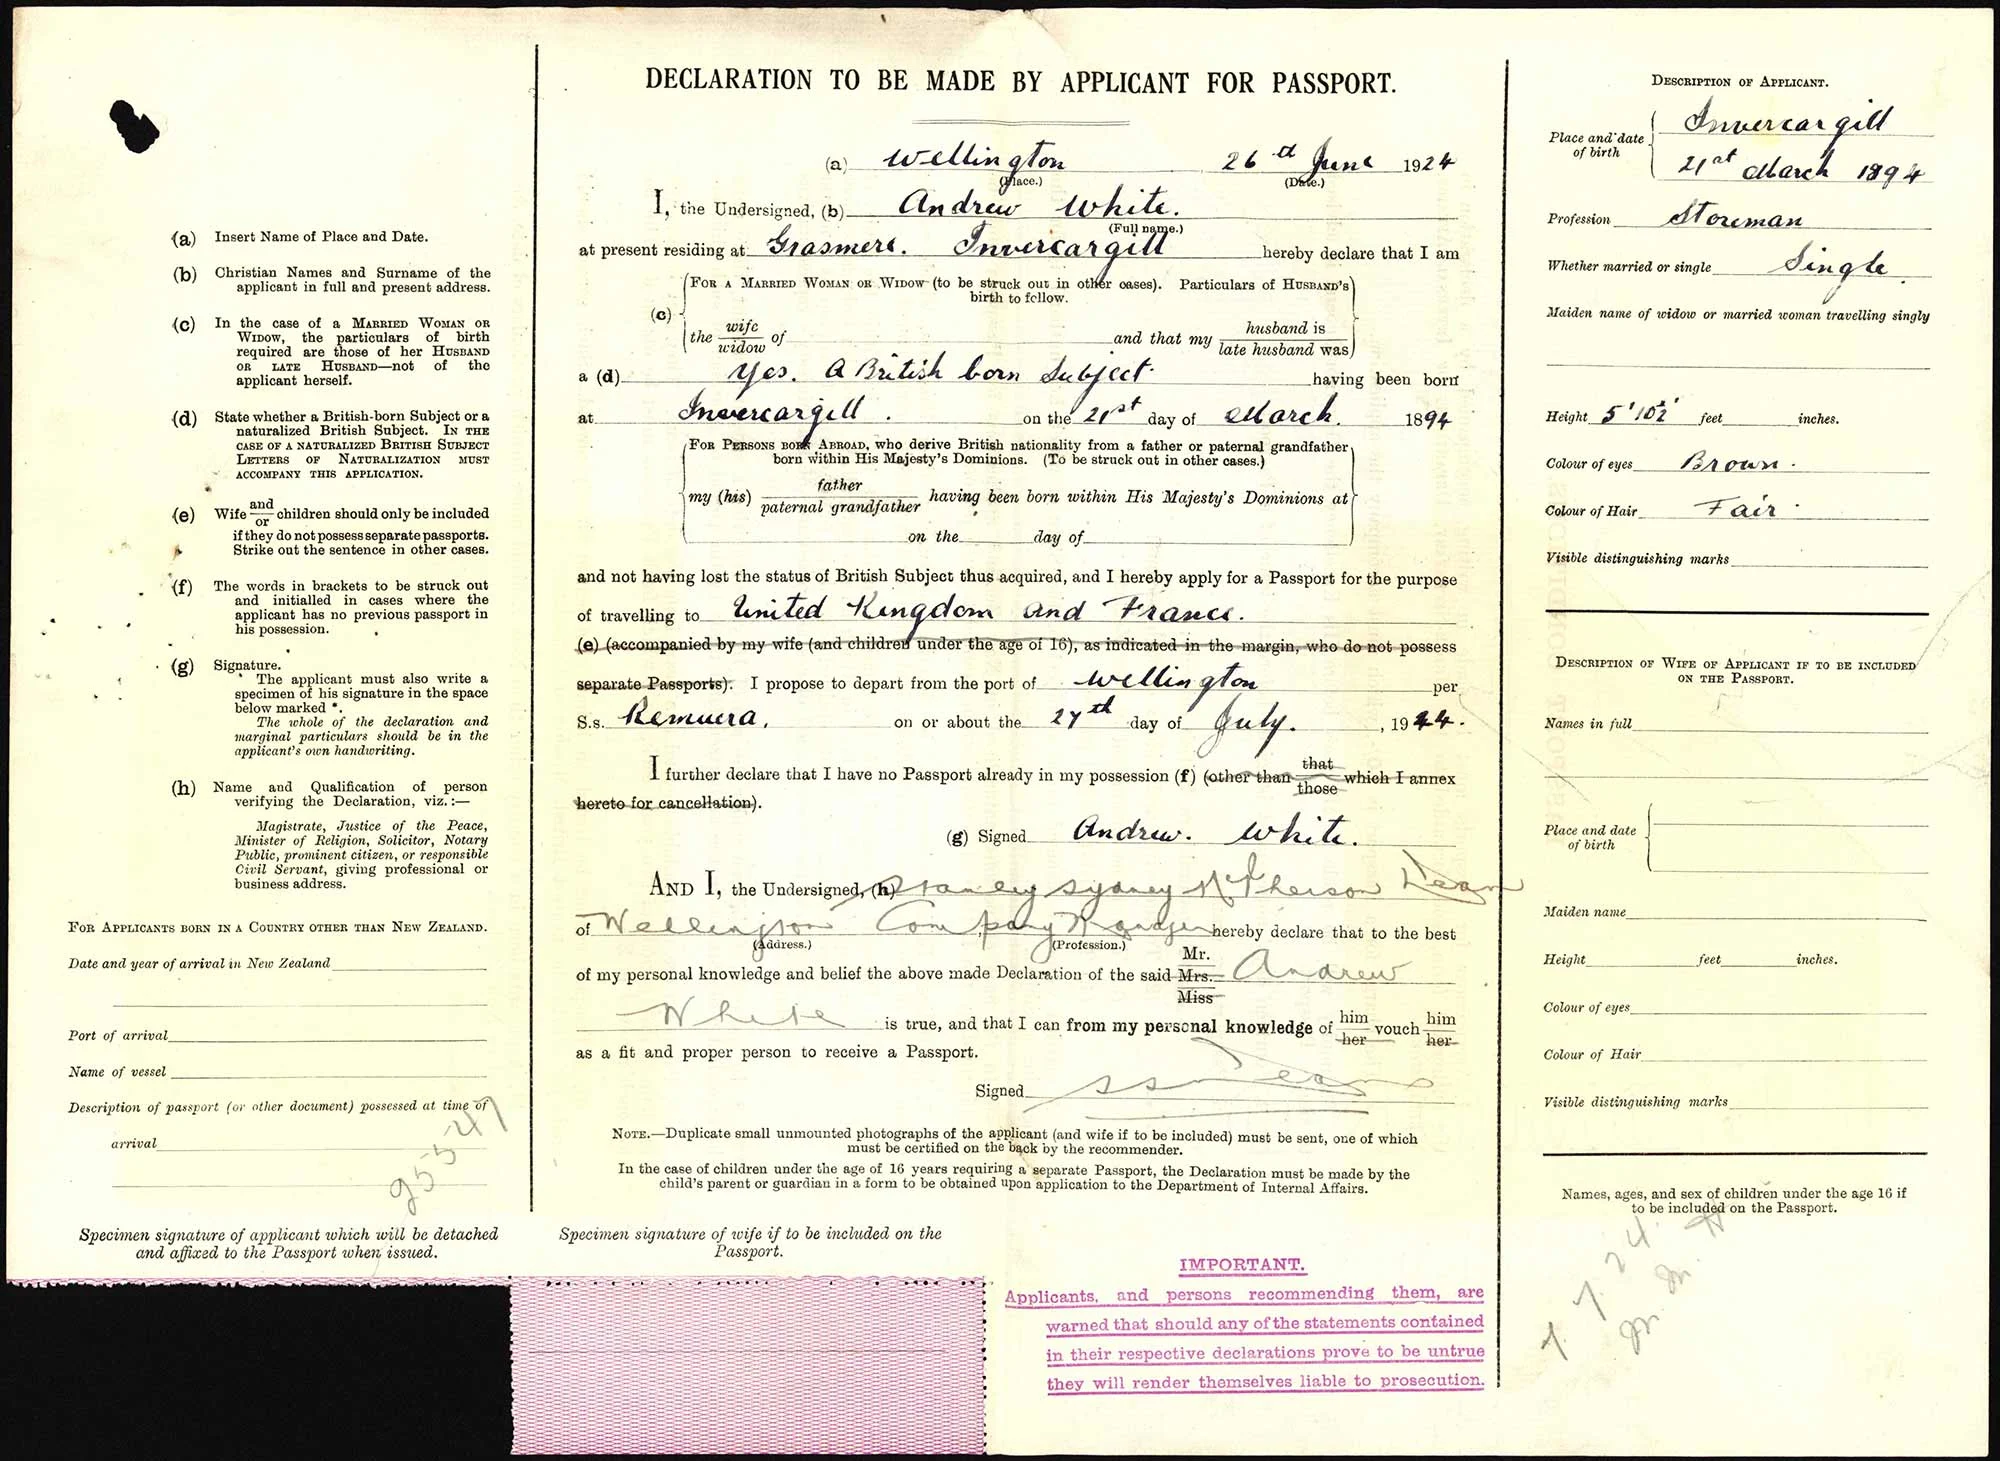 DECLARATION TO BE MADE BY APPLICANT FOR PASSPORT.
(a) Wellington 26th June 1924
(Place.) (Date.)
I, the Undersigned, (b) Andrew White.
(Full name.)
at present residing at Grasmere. Invercargill hereby declare that I am
(c) FOR A MARRIED WOMAN OR WIDOW (to be struck out in other cases). Particulars of HUSBAND'S
birth to follow.
the wife/widow of and that my husband is/late husband was
a (d) Yes. A British born Subject. having been born
at Invercargill. on the 21st day of March. 1894
FOR PERSONS BORN ABROAD, who derive British nationality from a father or paternal grandfather
born within His Majesty's Dominions. (To be struck out in other cases.)
my (his) father/paternal grandfather having been born within His Majesty's Dominions at
on the day of
and not having lost the status of British Subject thus acquired, and I hereby apply for a Passport for the purpose
of travelling to United Kingdom and France.
(e) (accompanied by my wife (and children under the age of 16), as indicated in the margin, who do not possess
separate Passports). I propose to depart from the port of Wellington per
S.s. Remuera. on or about the 27th day of July. , 1924.
I further declare that I have no Passport already in my possession (f) (other than that/those which I annex
hereto for cancellation).
(g) Signed Andrew. White.
AND I, the Undersigned, (h) Stanley Sydney McPherson Dean
of Wellington Company Manager hereby declare that to the best
(Address.) (Profession.)
of my personal knowledge and belief the above made Declaration of the said Mr./Mrs./Miss Andrew
White is true, and that I can from my personal knowledge of him/her vouch him/her
as a fit and proper person to receive a Passport.
Signed SSM Dean
NOTE.—Duplicate small unmounted photographs of the applicant (and wife if to be included) must be sent, one of which
must be certified on the back by the recommender.
In the case of children under the age of 16 years requiring a separate Passport, the Declaration must be made by the
child's parent or guardian in a form to be obtained upon application to the Department of Internal Affairs.
(a) Insert Name of Place and Date.
(b) Christian Names and Surname of the
applicant in full and present address.
(c) In the case of a MARRIED WOMAN OR
WIDOW, the particulars of birth
required are those of her HUSBAND
OR LATE HUSBAND—not of the
applicant herself.
(d) State whether a British-born Subject or a
naturalized British Subject. IN THE
CASE OF A NATURALIZED BRITISH SUBJECT
LETTERS OF NATURALIZATION MUST
ACCOMPANY THIS APPLICATION.
(e) Wife and/or children should only be included
if they do not possess separate passports.
Strike out the sentence in other cases.
(f) The words in brackets to be struck out
and initialled in cases where the
applicant has no previous passport in
his possession.
(g) Signature.
The applicant must also write a
specimen of his signature in the space
below marked *.
The whole of the declaration and
marginal particulars should be in the
applicant's own handwriting.
(h) Name and Qualification of person
verifying the Declaration, viz.:—
Magistrate, Justice of the Peace,
Minister of Religion, Solicitor, Notary
Public, prominent citizen, or responsible
Civil Servant, giving professional or
business address.
FOR APPLICANTS BORN IN A COUNTRY OTHER THAN NEW ZEALAND.
Date and year of arrival in New Zealand
Port of arrival
Name of vessel
Description of passport (or other document) possessed at time of
arrival
Specimen signature of applicant which will be detached
and affixed to the Passport when issued.
Specimen signature of wife if to be included on the
Passport.
IMPORTANT.
Applicants, and persons recommending them, are
warned that should any of the statements contained
in their respective declarations prove to be untrue
they will render themselves liable to prosecution.
DESCRIPTION OF APPLICANT.
Place and date of birth Invercargill
21st March 1894
Profession Storeman
Whether married or single Single.
Maiden name of widow or married woman travelling singly
Height 5' 10½" feet inches.
Colour of eyes Brown.
Colour of Hair Fair.
Visible distinguishing marks
DESCRIPTION OF WIFE OF APPLICANT IF TO BE INCLUDED
ON THE PASSPORT.
Names in full
Place and date
of birth
Maiden name
Height feet inches.
Colour of eyes
Colour of Hair
Visible distinguishing marks
Names, ages, and sex of children under the age 16 if
to be included on the Passport.